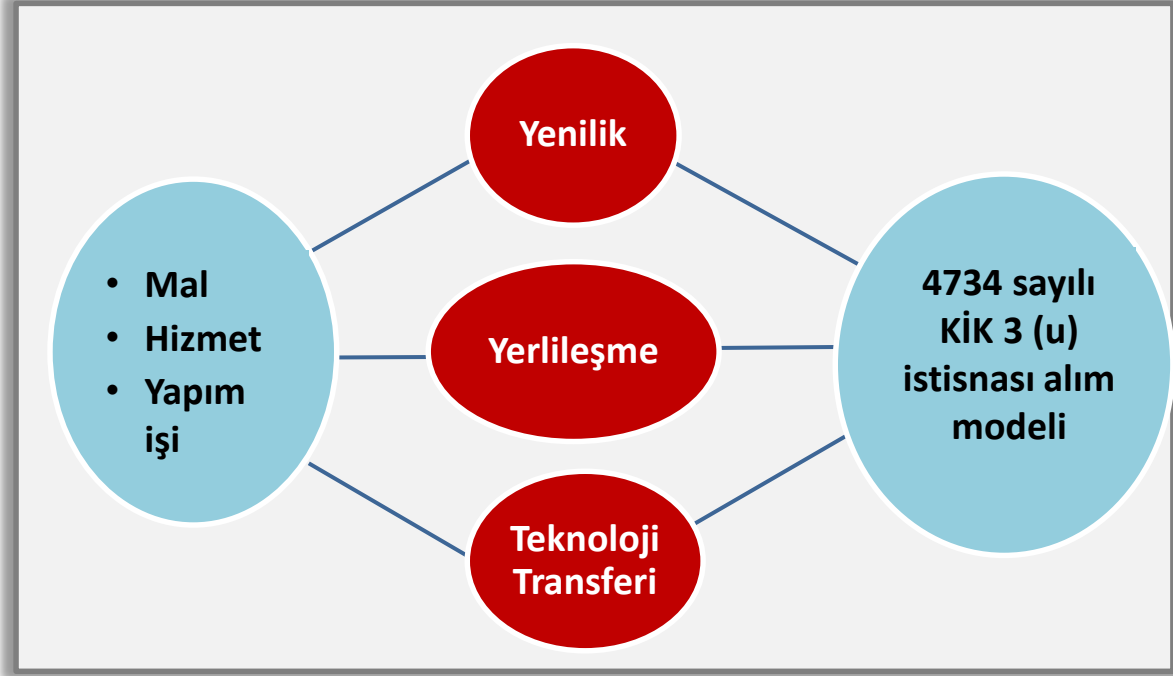 Yenilik
• Mal
• Hizmet
• Yapım
işi
Yerlileşme
Teknoloji
Transferi
4734 sayılı
KİK 3 (u)
istisnası alım
modeli